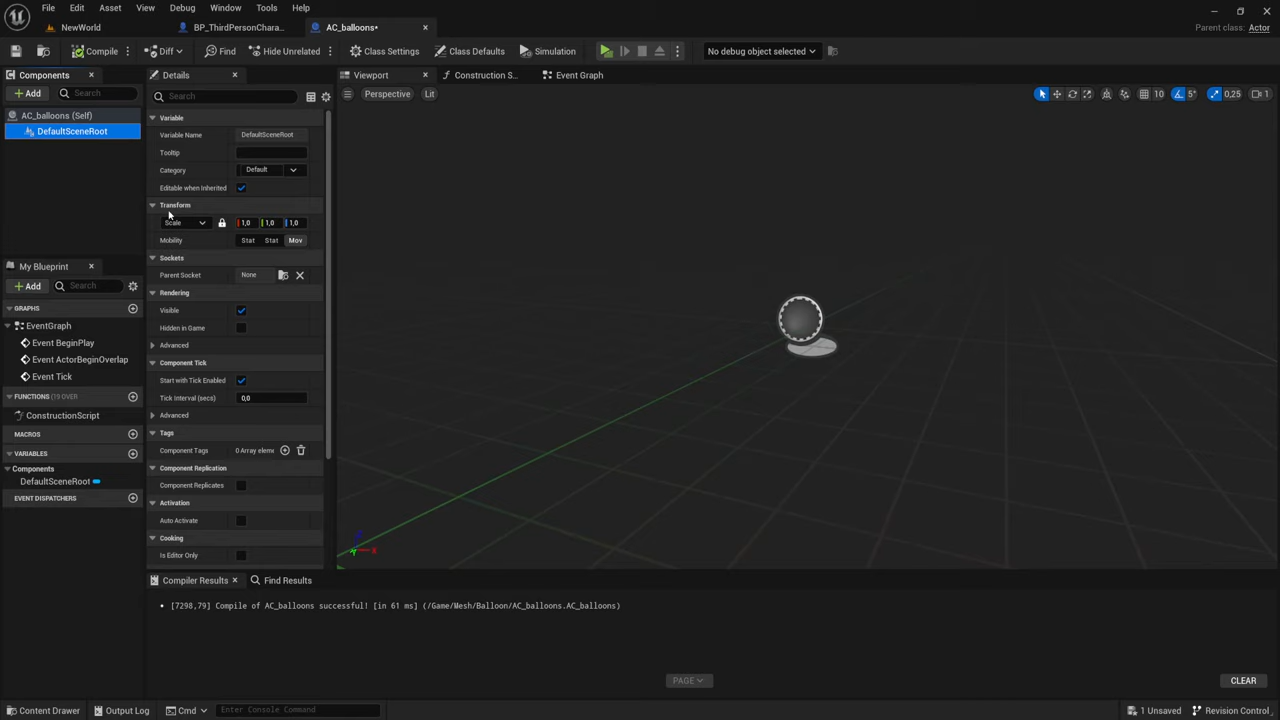 File Edit Asset View Debug Window Tools Help
NewWorld
BP_ThirdPersonChara...
AC_balloons*
Parent class: Actor
Compile
Diff
Find
Hide Unrelated
Class Settings
Class Defaults
Simulation
No debug object selected
Components
Add
Search
AC_balloons (Self)
DefaultSceneRoot
Details
Search
Variable
Variable Name DefaultSceneRoot
Tooltip
Category Default
Editable when Inherited
Transform
Scale 1,0 1,0 1,0
Mobility Stat Stat Mov
Sockets
Parent Socket None
Rendering
Visible
Hidden in Game
Advanced
Component Tick
Start with Tick Enabled
Tick Interval (secs) 0,0
Advanced
Tags
Component Tags 0 Array elem
Component Replication
Component Replicates
Activation
Auto Activate
Cooking
Is Editor Only
Viewport
Construction S...
Event Graph
Perspective Lit
10 5° 0,25 1
X
My Blueprint
Add
Search
GRAPHS
EventGraph
Event BeginPlay
Event ActorBeginOverlap
Event Tick
FUNCTIONS (19 OVER
ConstructionScript
MACROS
VARIABLES
Components
DefaultSceneRoot
EVENT DISPATCHERS
Compiler Results
Find Results
[7298,79] Compile of AC_balloons successful! [in 61 ms] (/Game/Mesh/Balloon/AC_balloons.AC_balloons)
PAGE
CLEAR
Content Drawer
Output Log
Cmd
Enter Console Command
1 Unsaved
Revision Control